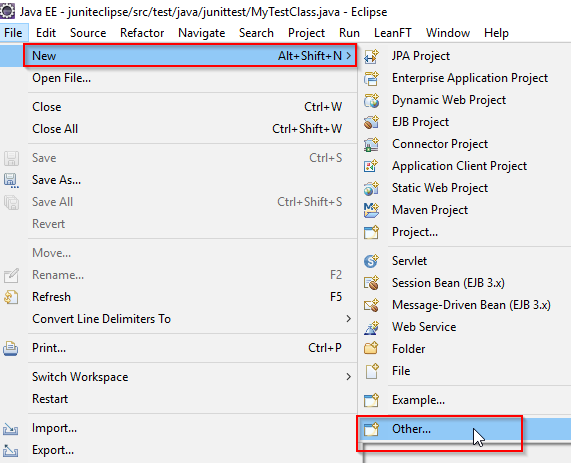 Java EE - juniteclipse/src/test/java/junittest/MyTestClass.java - Eclipse
File Edit Source Refactor Navigate Search Project Run LeanFT Window Help
New Alt+Shift+N >
Open File...
Close Ctrl+W
Close All Ctrl+Shift+W
Save Ctrl+S
Save As...
Save All Ctrl+Shift+S
Revert
Move...
Rename... F2
Refresh F5
Convert Line Delimiters To >
Print... Ctrl+P
Switch Workspace >
Restart
Import...
Export...
JPA Project
Enterprise Application Project
Dynamic Web Project
EJB Project
Connector Project
Application Client Project
Static Web Project
Maven Project
Project...
Servlet
Session Bean (EJB 3.x)
Message-Driven Bean (EJB 3.x)
Web Service
Folder
File
Example...
Other...